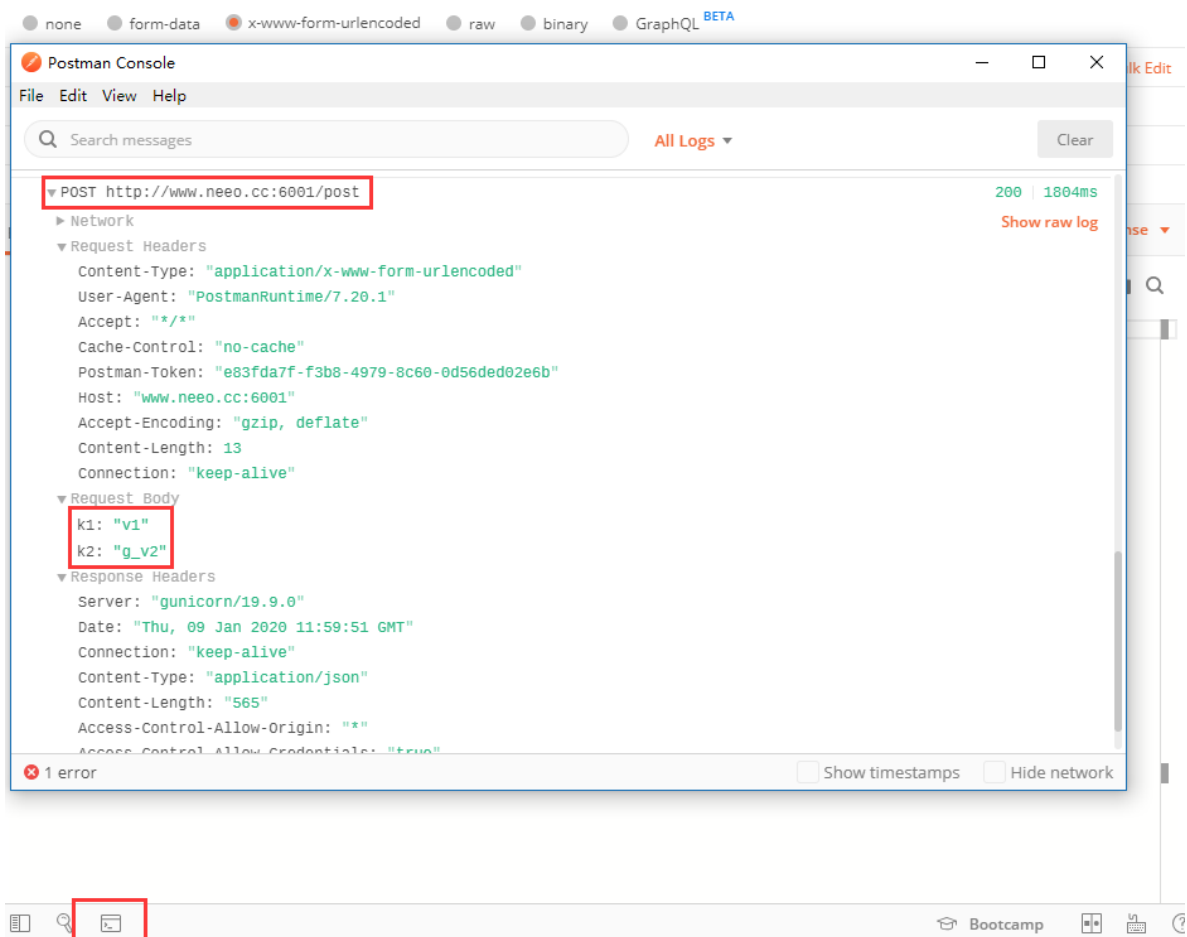 none form-data x-www-form-urlencoded raw binary GraphQL BETA
Postman Console
lk Edit
File Edit View Help
Search messages All Logs Clear
POST http://www.neeo.cc:6001/post 200 1804ms
Network Show raw log
nse
Request Headers
Content-Type: "application/x-www-form-urlencoded"
User-Agent: "PostmanRuntime/7.20.1"
Accept: "*/*"
Cache-Control: "no-cache"
Postman-Token: "e83fda7f-f3b8-4979-8c60-0d56ded02e6b"
Host: "www.neeo.cc:6001"
Accept-Encoding: "gzip, deflate"
Content-Length: 13
Connection: "keep-alive"
Request Body
k1: "v1"
k2: "g_v2"
Response Headers
Server: "gunicorn/19.9.0"
Date: "Thu, 09 Jan 2020 11:59:51 GMT"
Connection: "keep-alive"
Content-Type: "application/json"
Content-Length: "565"
Access-Control-Allow-Origin: "*"
Access-Control-Allow-Credentials: "true"
1 error Show timestamps Hide network
Bootcamp